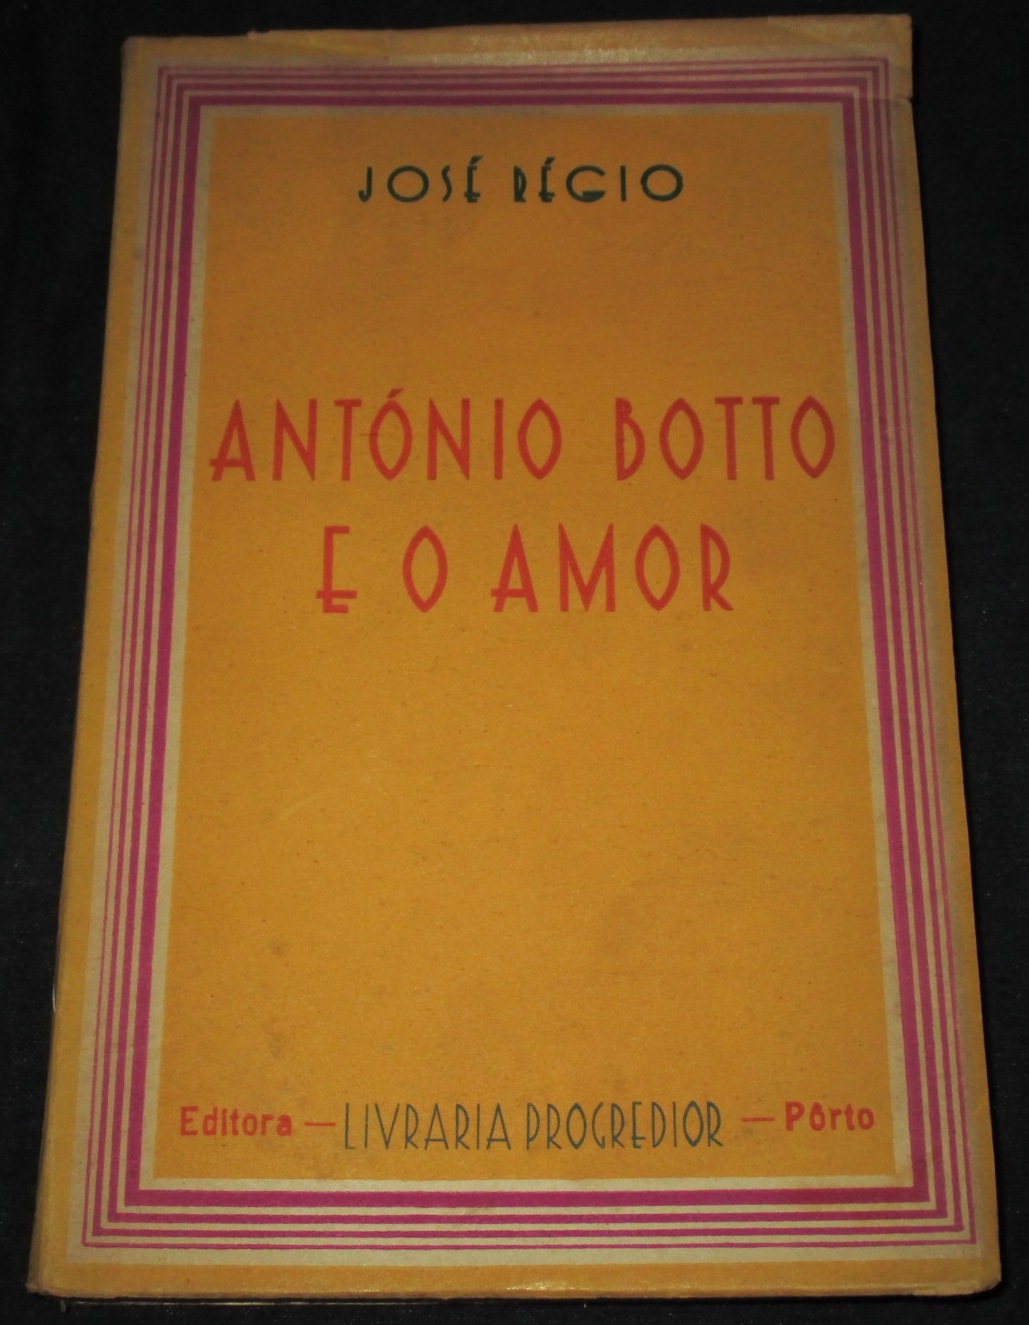 JOSÉ RÉGIO
ANTÓNIO BOTTO
E O AMOR
Editora — LIVRARIA PROGREDIOR — Pôrto